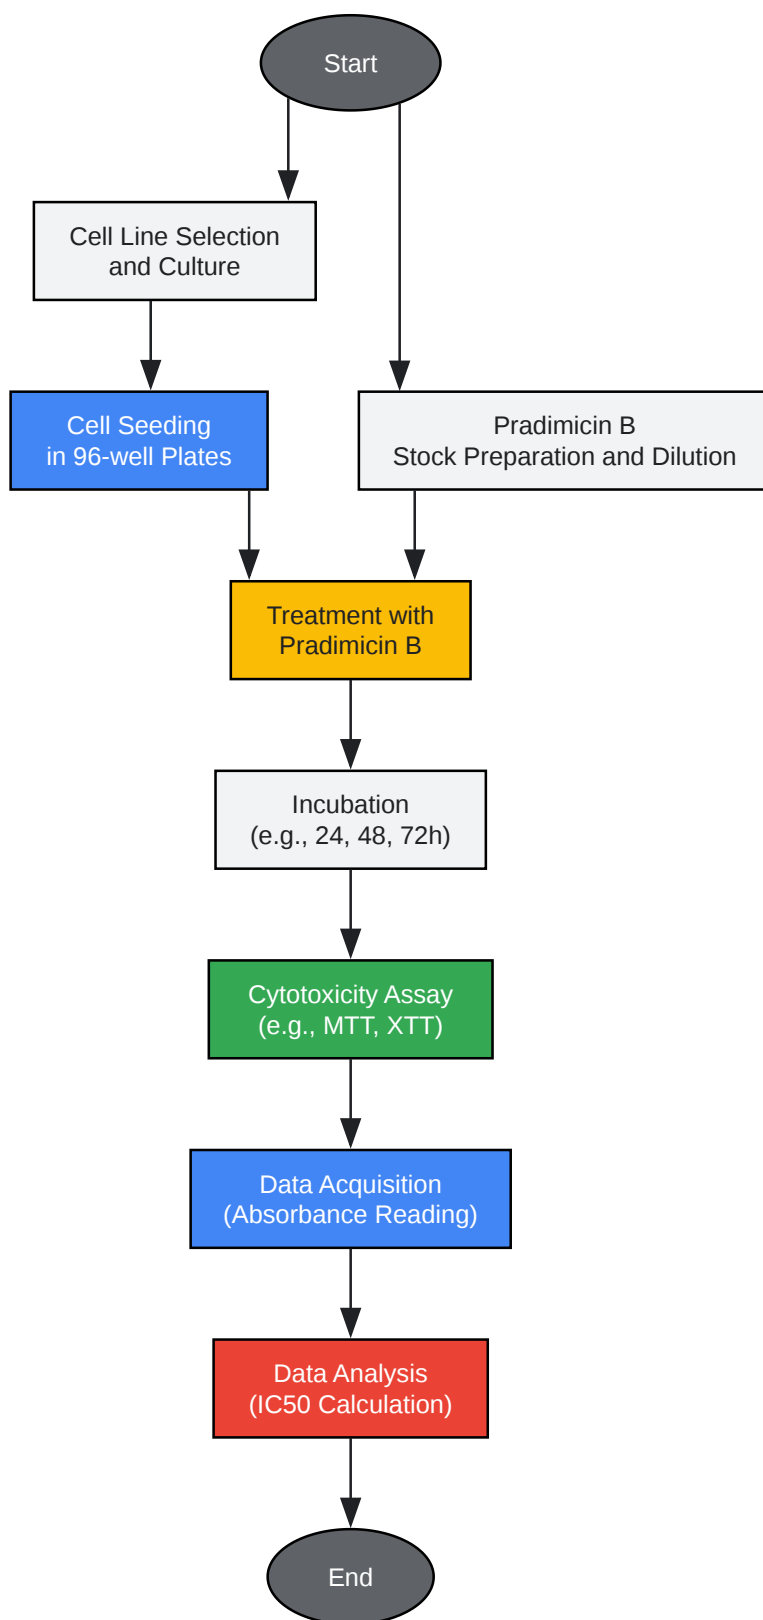 Start
Cell Line Selection
and Culture
Cell Seeding
in 96-well Plates
Pradimicin B
Stock Preparation and Dilution
Treatment with
Pradimicin B
Incubation
(e.g., 24, 48, 72h)
Cytotoxicity Assay
(e.g., MTT, XTT)
Data Acquisition
(Absorbance Reading)
Data Analysis
(IC50 Calculation)
End